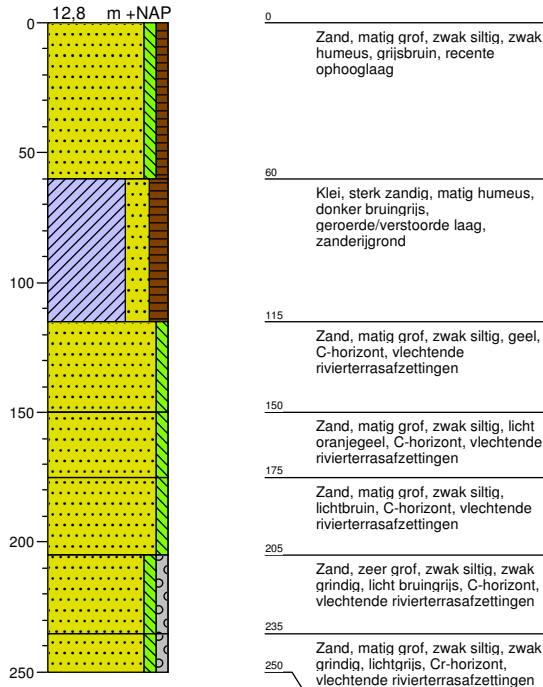 12,8 m +NAP
0
50
100
150
200
250
0
Zand, matig grof, zwak siltig, zwak
humeus, grijsbruin, recente
ophooglaag
60
Klei, sterk zandig, matig humeus,
donker bruingrijs,
geroerde/verstoorde laag,
zanderijgrond
115
Zand, matig grof, zwak siltig, geel,
C-horizont, vlechtende
rivierterrasafzettingen
150
Zand, matig grof, zwak siltig, licht
oranjegeel, C-horizont, vlechtende
rivierterrasafzettingen
175
Zand, matig grof, zwak siltig,
lichtbruin, C-horizont, vlechtende
rivierterrasafzettingen
205
Zand, zeer grof, zwak siltig, zwak
grindig, licht bruingrijs, C-horizont,
vlechtende rivierterrasafzettingen
235
Zand, matig grof, zwak siltig, zwak
grindig, lichtgrijs, Cr-horizont,
250
vlechtende rivierterrasafzettingen